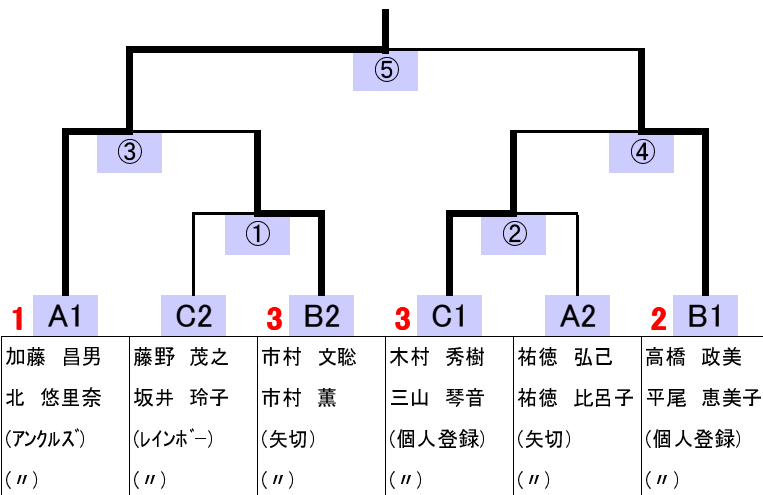 ⑤
③ ④
① ②
1 A1 C2 3 B2 3 C1 A2 2 B1
加藤 昌男 藤野 茂之 市村 文聡 木村 秀樹 祐徳 弘己 高橋 政美
北 悠里奈 坂井 玲子 市村 薫 三山 琴音 祐徳 比呂子 平尾 恵美子
(ｱﾝｸﾙｽﾞ) (ﾚｲﾝﾎﾞｰ) (矢切) (個人登録) (矢切) (個人登録)
(〃) (〃) (〃) (〃) (〃) (〃)